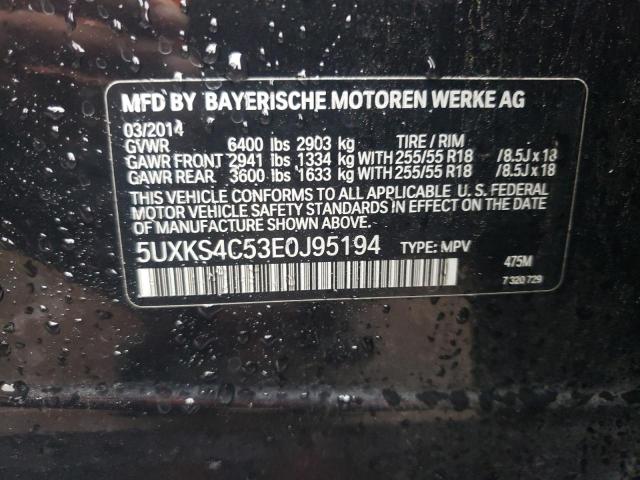 MFD BY BAYERISCHE MOTOREN WERKE AG
03/2014
GVWR 6400 lbs 2903 kg TIRE / RIM
GAWR FRONT 2941 lbs 1334 kg WITH 255/55 R18 /8.5J x 18
GAWR REAR 3600 lbs 1633 kg WITH 255/55 R18 /8.5J x 18
THIS VEHICLE CONFORMS TO ALL APPLICABLE U. S. FEDERAL
MOTOR VEHICLE SAFETY STANDARDS IN EFFECT ON THE DATE
OF MANUFACTURE SHOWN ABOVE.
5UXKS4C53E0J95194 TYPE: MPV
475M
7 320 729